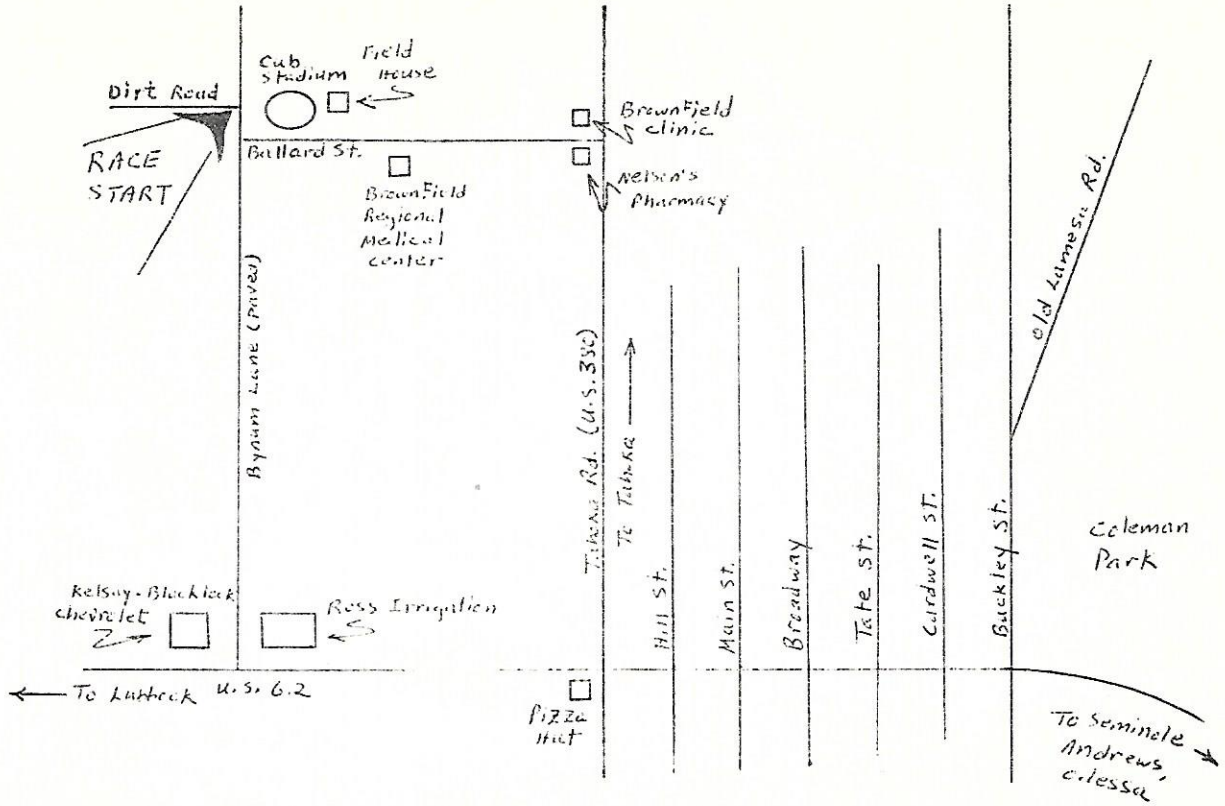 Cub
Stadium
Field
House
Dirt Road
RACE
START
Ballard St.
Brownfield
Clinic
Nelson's
Pharmacy
Brownfield
Regional
Medical
Center
Bynum Lane (Paved)
Tahoka Rd. (U.S. 380)
To Tahoka
Old Lamesa Rd.
Hill St.
Main St.
Broadway
Tate St.
Cardwell St.
Buckley St.
Coleman
Park
Kelsay-Blacklock
Chevrolet
Ross Irrigation
To Lubbock U.S. 62
Pizza
Hut
To Seminole
Andrews,
Odessa